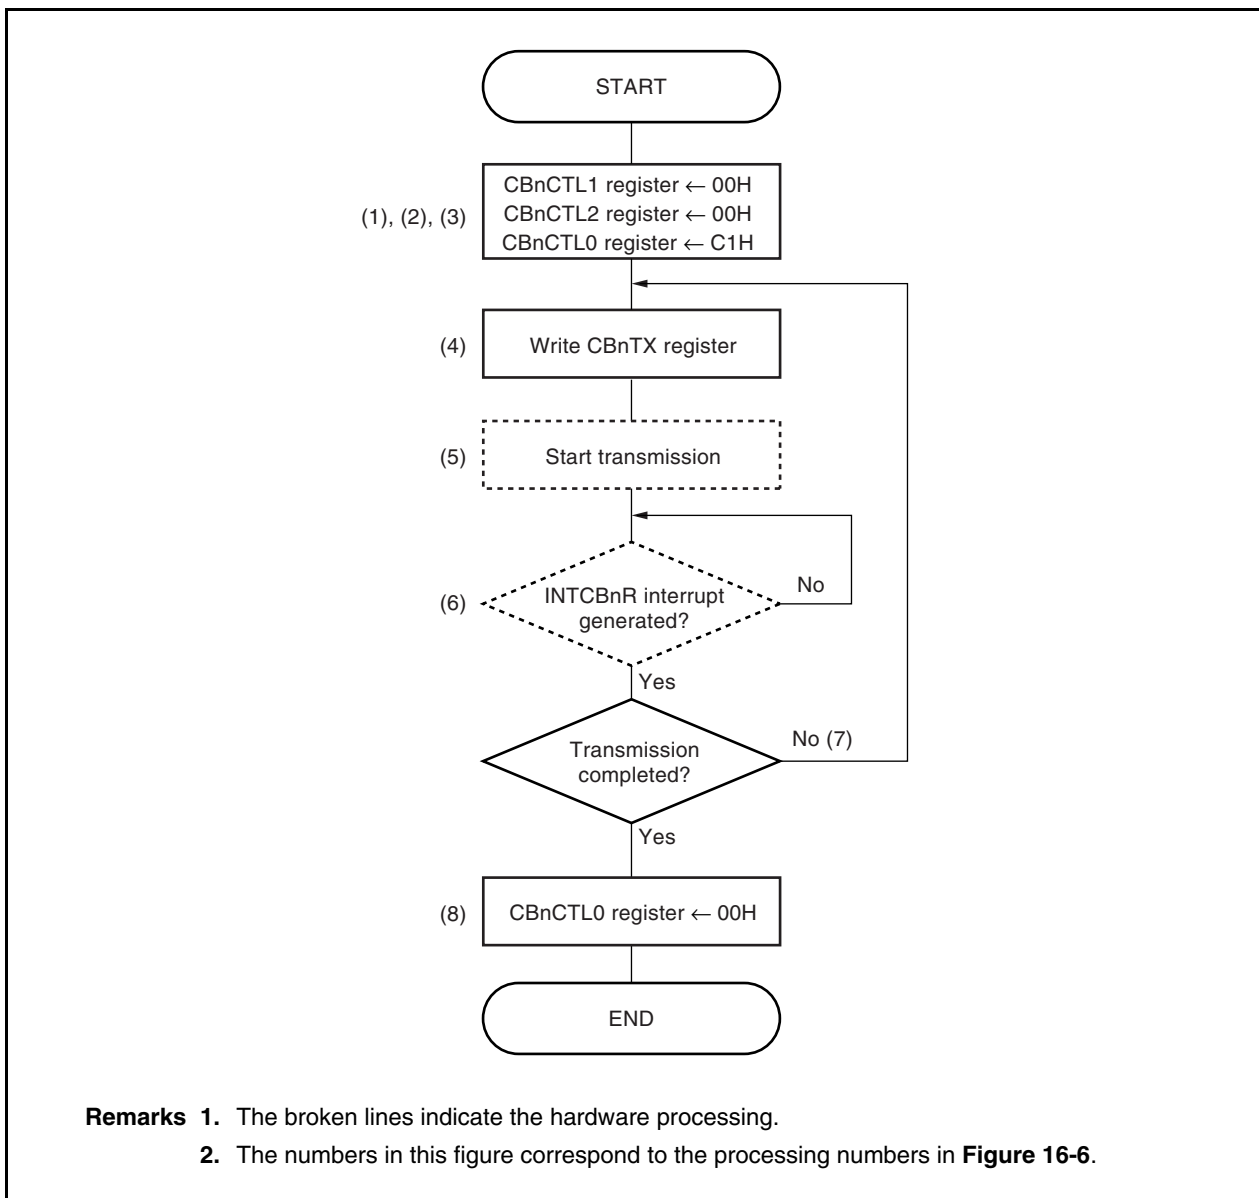 START
CBnCTL1 register ← 00H
(1), (2), (3) CBnCTL2 register ← 00H
CBnCTL0 register ← C1H
(4) Write CBnTX register
(5) Start transmission
(6) INTCBnR interrupt No
generated?
Yes
Transmission No (7)
completed?
Yes
(8) CBnCTL0 register ← 00H
END
Remarks 1. The broken lines indicate the hardware processing.
2. The numbers in this figure correspond to the processing numbers in Figure 16-6.